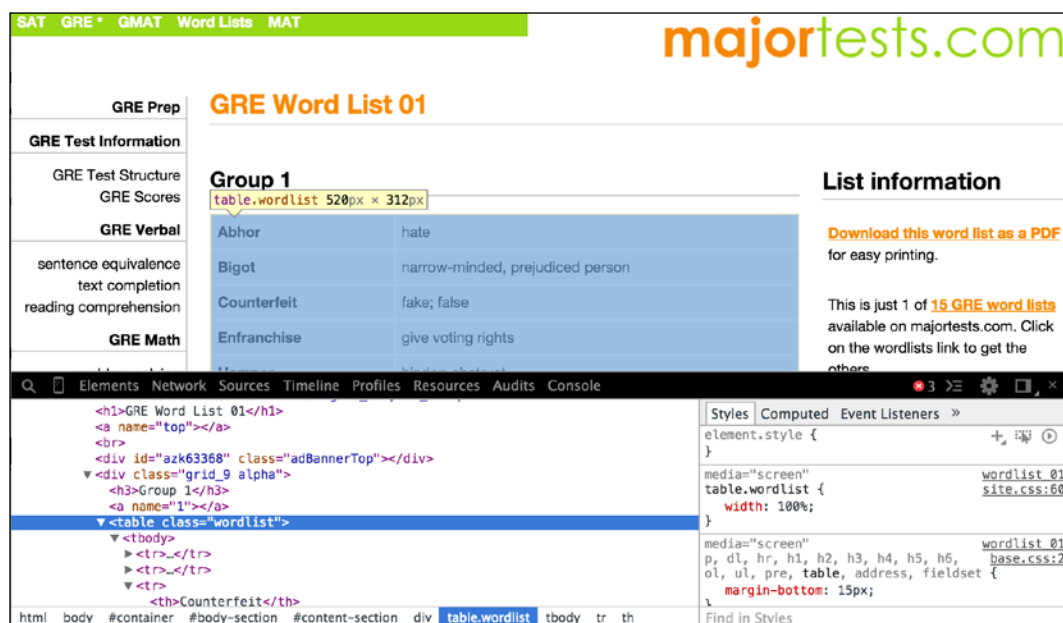 SAT GRE * GMAT Word Lists MAT
majortests.com
GRE Prep
GRE Test Information
GRE Test Structure
GRE Scores
GRE Verbal
sentence equivalence
text completion
reading comprehension
GRE Math
GRE Word List 01
Group 1
table.wordlist 520px × 312px
Abhor hate
Bigot narrow-minded, prejudiced person
Counterfeit fake; false
Enfranchise give voting rights
List information
Download this word list as a PDF
for easy printing.
This is just 1 of 15 GRE word lists
available on majortests.com. Click
on the wordlists link to get the
others
Elements Network Sources Timeline Profiles Resources Audits Console 3
<h1>GRE Word List 01</h1>
<a name="top"></a>
<br>
<div id="azk63368" class="adBannerTop"></div>
▼<div class="grid_9 alpha">
<h3>Group 1</h3>
<a name="1"></a>
▼<table class="wordlist">
▼<tbody>
▶<tr>…</tr>
▶<tr>…</tr>
▼<tr>
<th>Counterfeit</th>
html body #container #body-section #content-section div table.wordlist tbody tr th
Styles Computed Event Listeners »
element.style {
}
media="screen" wordlist_01
table.wordlist { site.css:60
width: 100%;
}
media="screen" wordlist_01
p, dl, hr, h1, h2, h3, h4, h5, h6, base.css:2
ol, ul, pre, table, address, fieldset {
margin-bottom: 15px;
}
Find in Styles